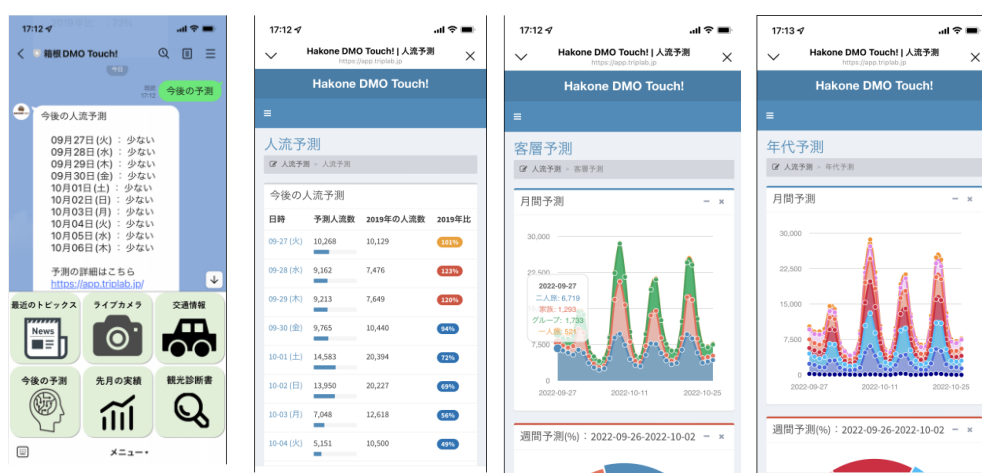 17:12
箱根 DMO Touch!
今日
既読
17:12
今後の予測
今後の人流予測
09月27日(火) : 少ない
09月28日(水) : 少ない
09月29日(木) : 少ない
09月30日(金) : 少ない
10月01日(土) : 少ない
10月02日(日) : 少ない
10月03日(月) : 少ない
10月04日(火) : 少ない
10月05日(水) : 少ない
10月06日(木) : 少ない
予測の詳細はこちら
https://app.triplab.jp/
最近のトピックス
ライブカメラ
交通情報
News
今後の予測
先月の実績
観光診断書
メニュー
17:12
Hakone DMO Touch! | 人流予測
https://app.triplab.jp
Hakone DMO Touch!
人流予測
人流予測 - 人流予測
今後の人流予測
日時 予測人流数 2019年の人流数 2019年比
09-27 (火) 10,268 10,129 101%
09-28 (水) 9,162 7,476 123%
09-29 (木) 9,213 7,649 120%
09-30 (金) 9,765 10,440 94%
10-01 (土) 14,583 20,394 72%
10-02 (日) 13,950 20,227 69%
10-03 (月) 7,048 12,618 56%
10-04 (火) 5,151 10,500 49%
17:12
Hakone DMO Touch! | 人流予測
https://app.triplab.jp
Hakone DMO Touch!
客層予測
人流予測 - 客層予測
月間予測
30,000
22,500
2022-09-27
二人旅: 6,719
家族: 1,293
グループ: 1,733
一人旅: 524
7,500
0
2022-09-27 2022-10-11 2022-10-25
週間予測(%) : 2022-09-26-2022-10-02
17:13
Hakone DMO Touch! | 人流予測
https://app.triplab.jp
Hakone DMO Touch!
年代予測
人流予測 - 年代予測
月間予測
30,000
22,500
15,000
7,500
0
2022-09-27 2022-10-11 2022-10-25
週間予測(%) : 2022-09-26-2022-10-02